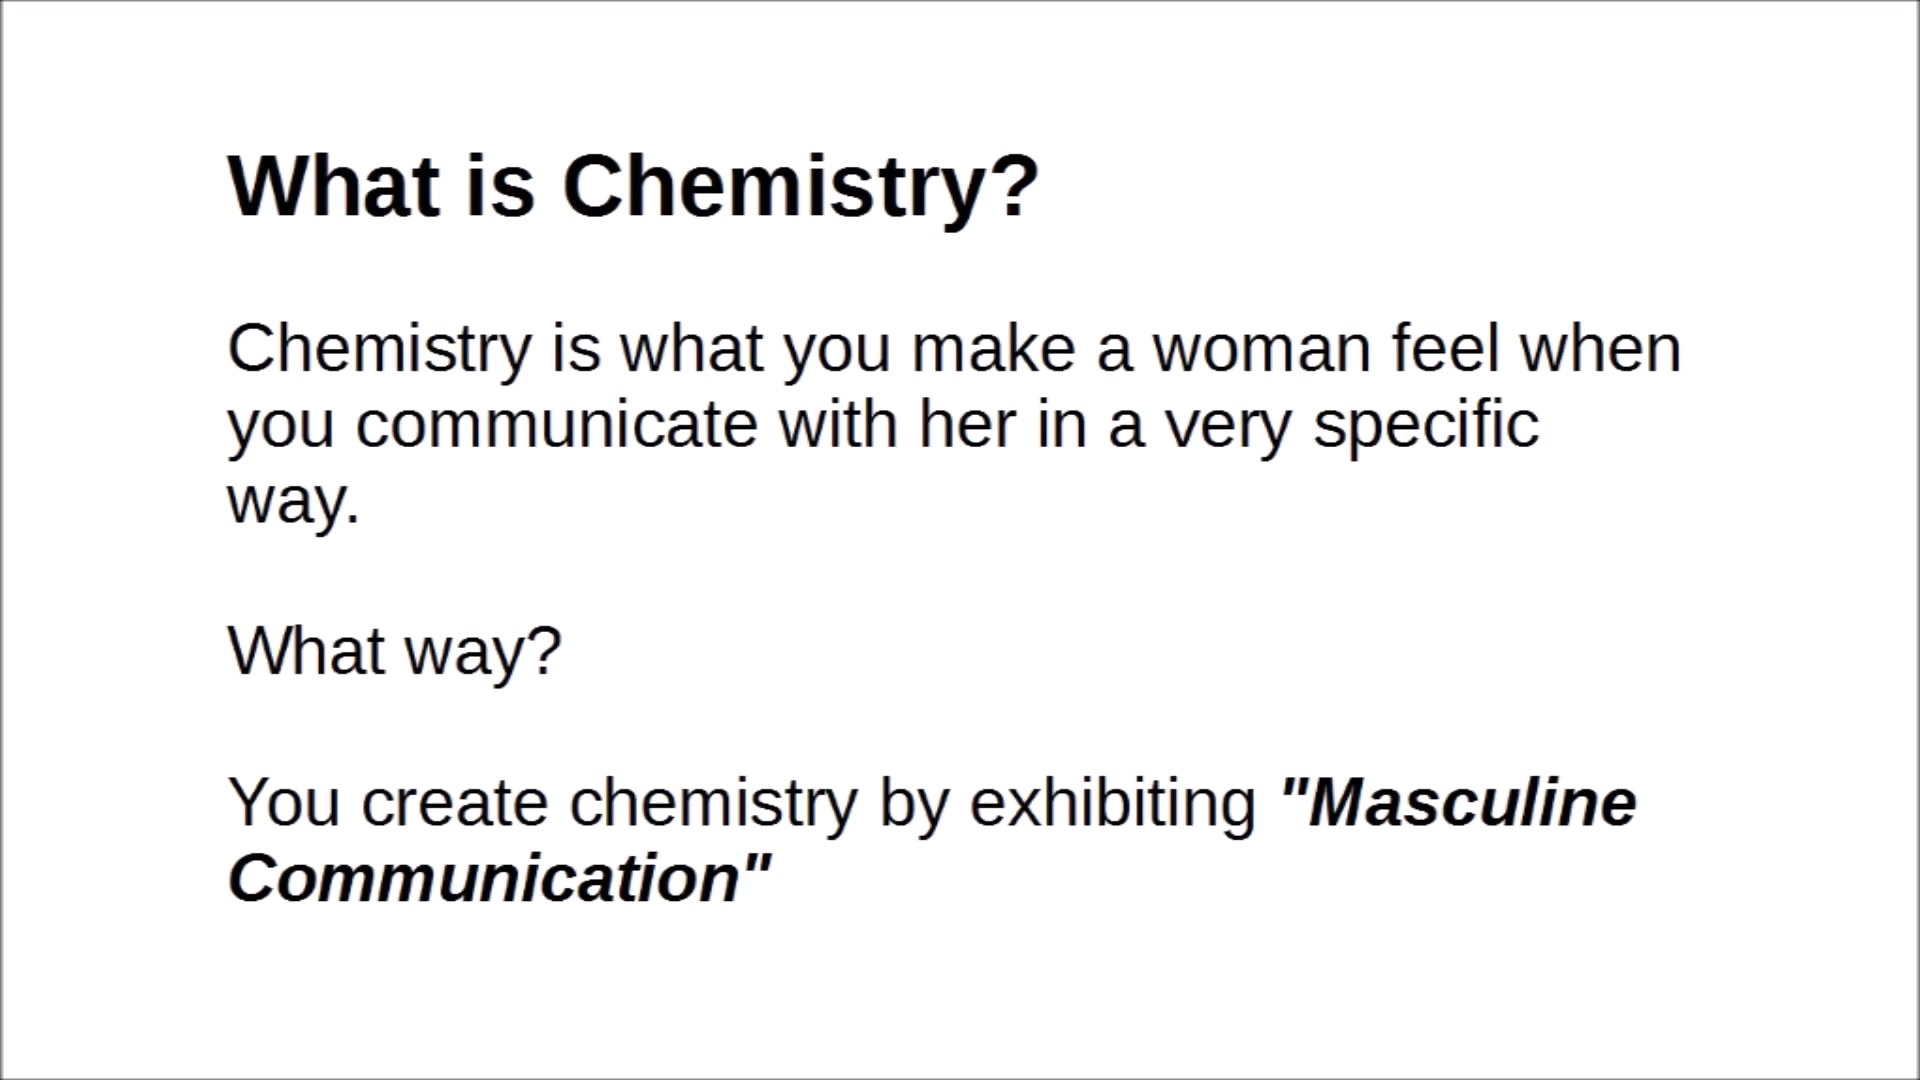 What is Chemistry?
Chemistry is what you make a woman feel when
you communicate with her in a very specific
way.
What way?
You create chemistry by exhibiting "Masculine
Communication"